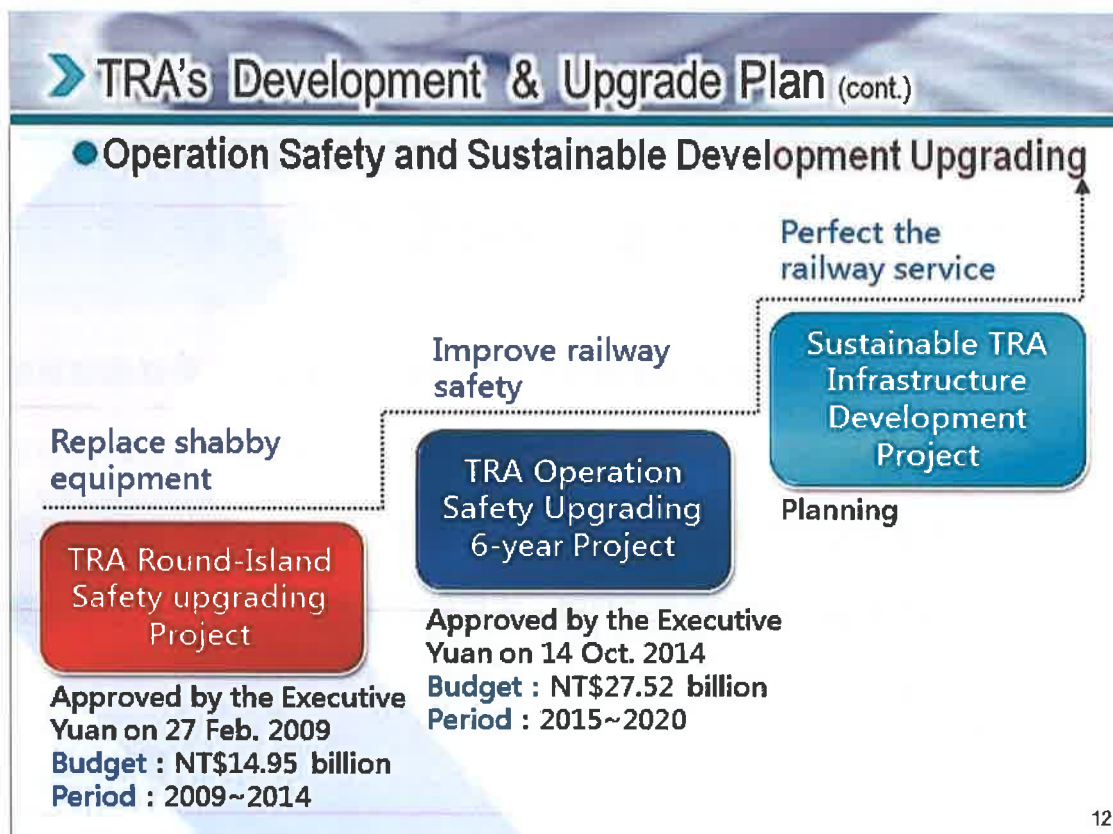 TRA's Development & Upgrade Plan (cont.)
●Operation Safety and Sustainable Development Upgrading
Replace shabby
equipment
TRA Round-Island
Safety upgrading
Project
Approved by the Executive
Yuan on 27 Feb. 2009
Budget : NT$14.95 billion
Period : 2009~2014
Improve railway
safety
TRA Operation
Safety Upgrading
6-year Project
Approved by the Executive
Yuan on 14 Oct. 2014
Budget : NT$27.52 billion
Period : 2015~2020
Perfect the
railway service
Sustainable TRA
Infrastructure
Development
Project
Planning
12